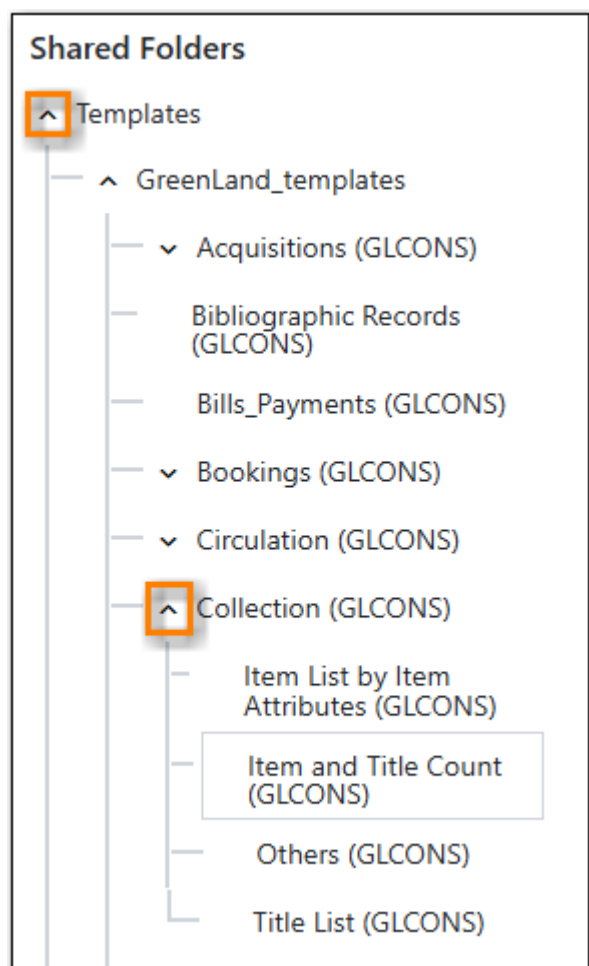 Shared Folders
Templates
GreenLand_templates
Acquisitions (GLCONS)
Bibliographic Records
(GLCONS)
Bills_Payments (GLCONS)
Bookings (GLCONS)
Circulation (GLCONS)
Collection (GLCONS)
Item List by Item
Attributes (GLCONS)
Item and Title Count
(GLCONS)
Others (GLCONS)
Title List (GLCONS)